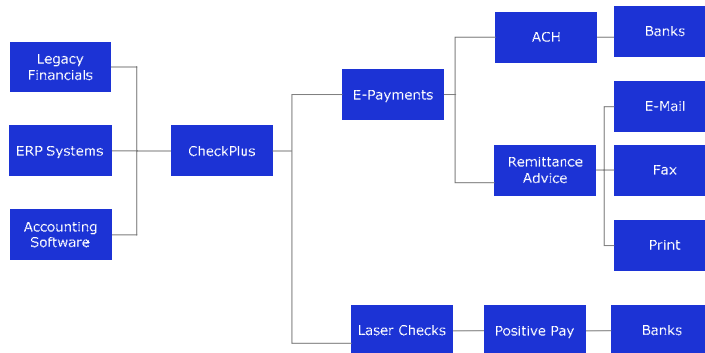 Legacy
Financials
ERP Systems
Accounting
Software
CheckPlus
E-Payments
ACH
Banks
Remittance
Advice
E-Mail
Fax
Print
Laser Checks
Positive Pay
Banks